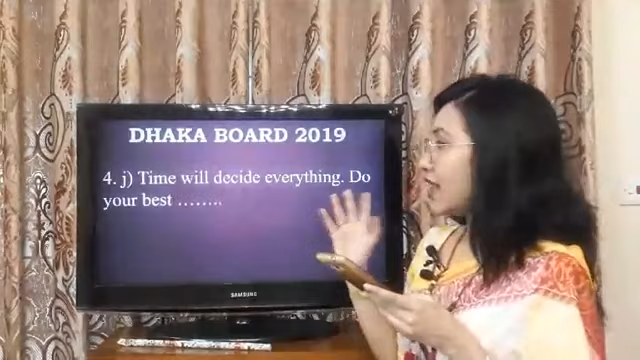 DHAKA BOARD 2019
4. j) Time will decide everything. Do
your best ........
SAMSUNG